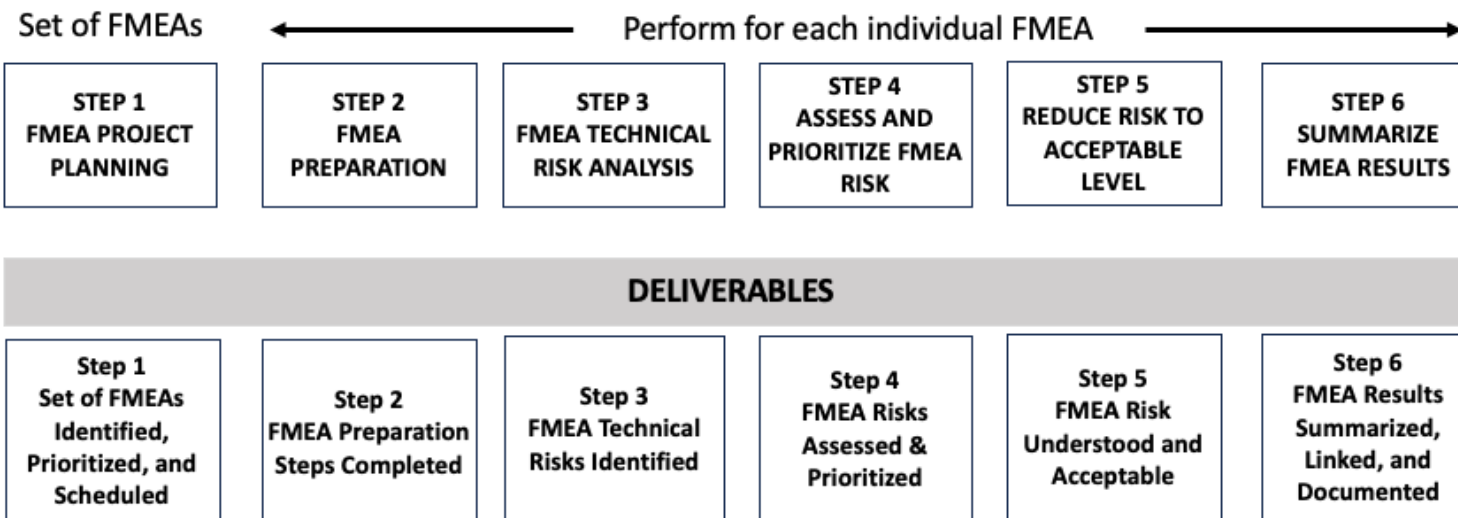 Set of FMEAs
Perform for each individual FMEA
STEP 1
FMEA PROJECT
PLANNING
STEP 2
FMEA
PREPARATION
STEP 3
FMEA TECHNICAL
RISK ANALYSIS
STEP 4
ASSESS AND
PRIORITIZE FMEA
RISK
STEP 5
REDUCE RISK TO
ACCEPTABLE
LEVEL
STEP 6
SUMMARIZE
FMEA RESULTS
DELIVERABLES
Step 1
Set of FMEAs
Identified,
Prioritized, and
Scheduled
Step 2
FMEA Preparation
Steps Completed
Step 3
FMEA Technical
Risks Identified
Step 4
FMEA Risks
Assessed &
Prioritized
Step 5
FMEA Risk
Understood and
Acceptable
Step 6
FMEA Results
Summarized,
Linked, and
Documented